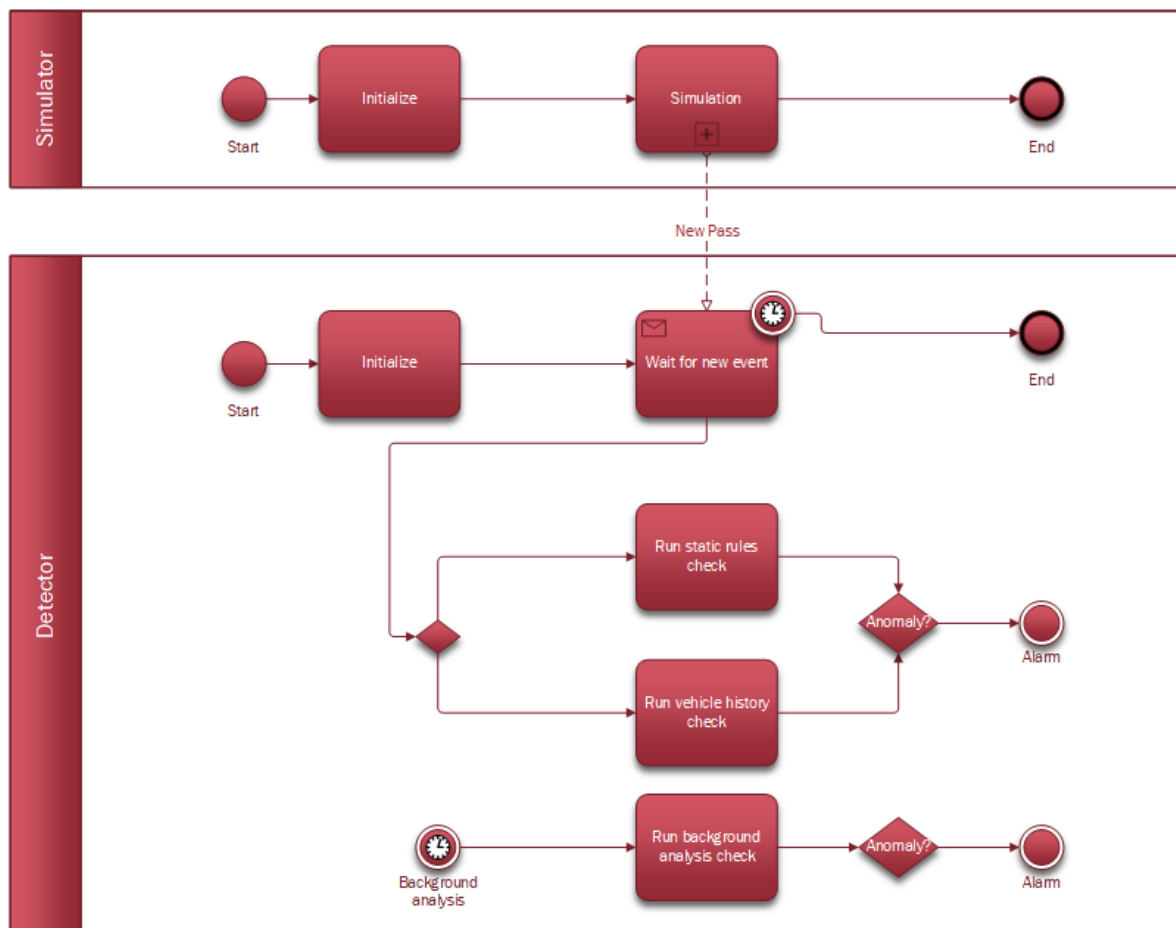 Simulator
Initialize
Simulation
Start
End
New Pass
Detector
Initialize
Wait for new event
Start
End
Run static rules
check
Anomaly?
Alarm
Run vehicle history
check
Run background
analysis check
Anomaly?
Background
analysis
Alarm